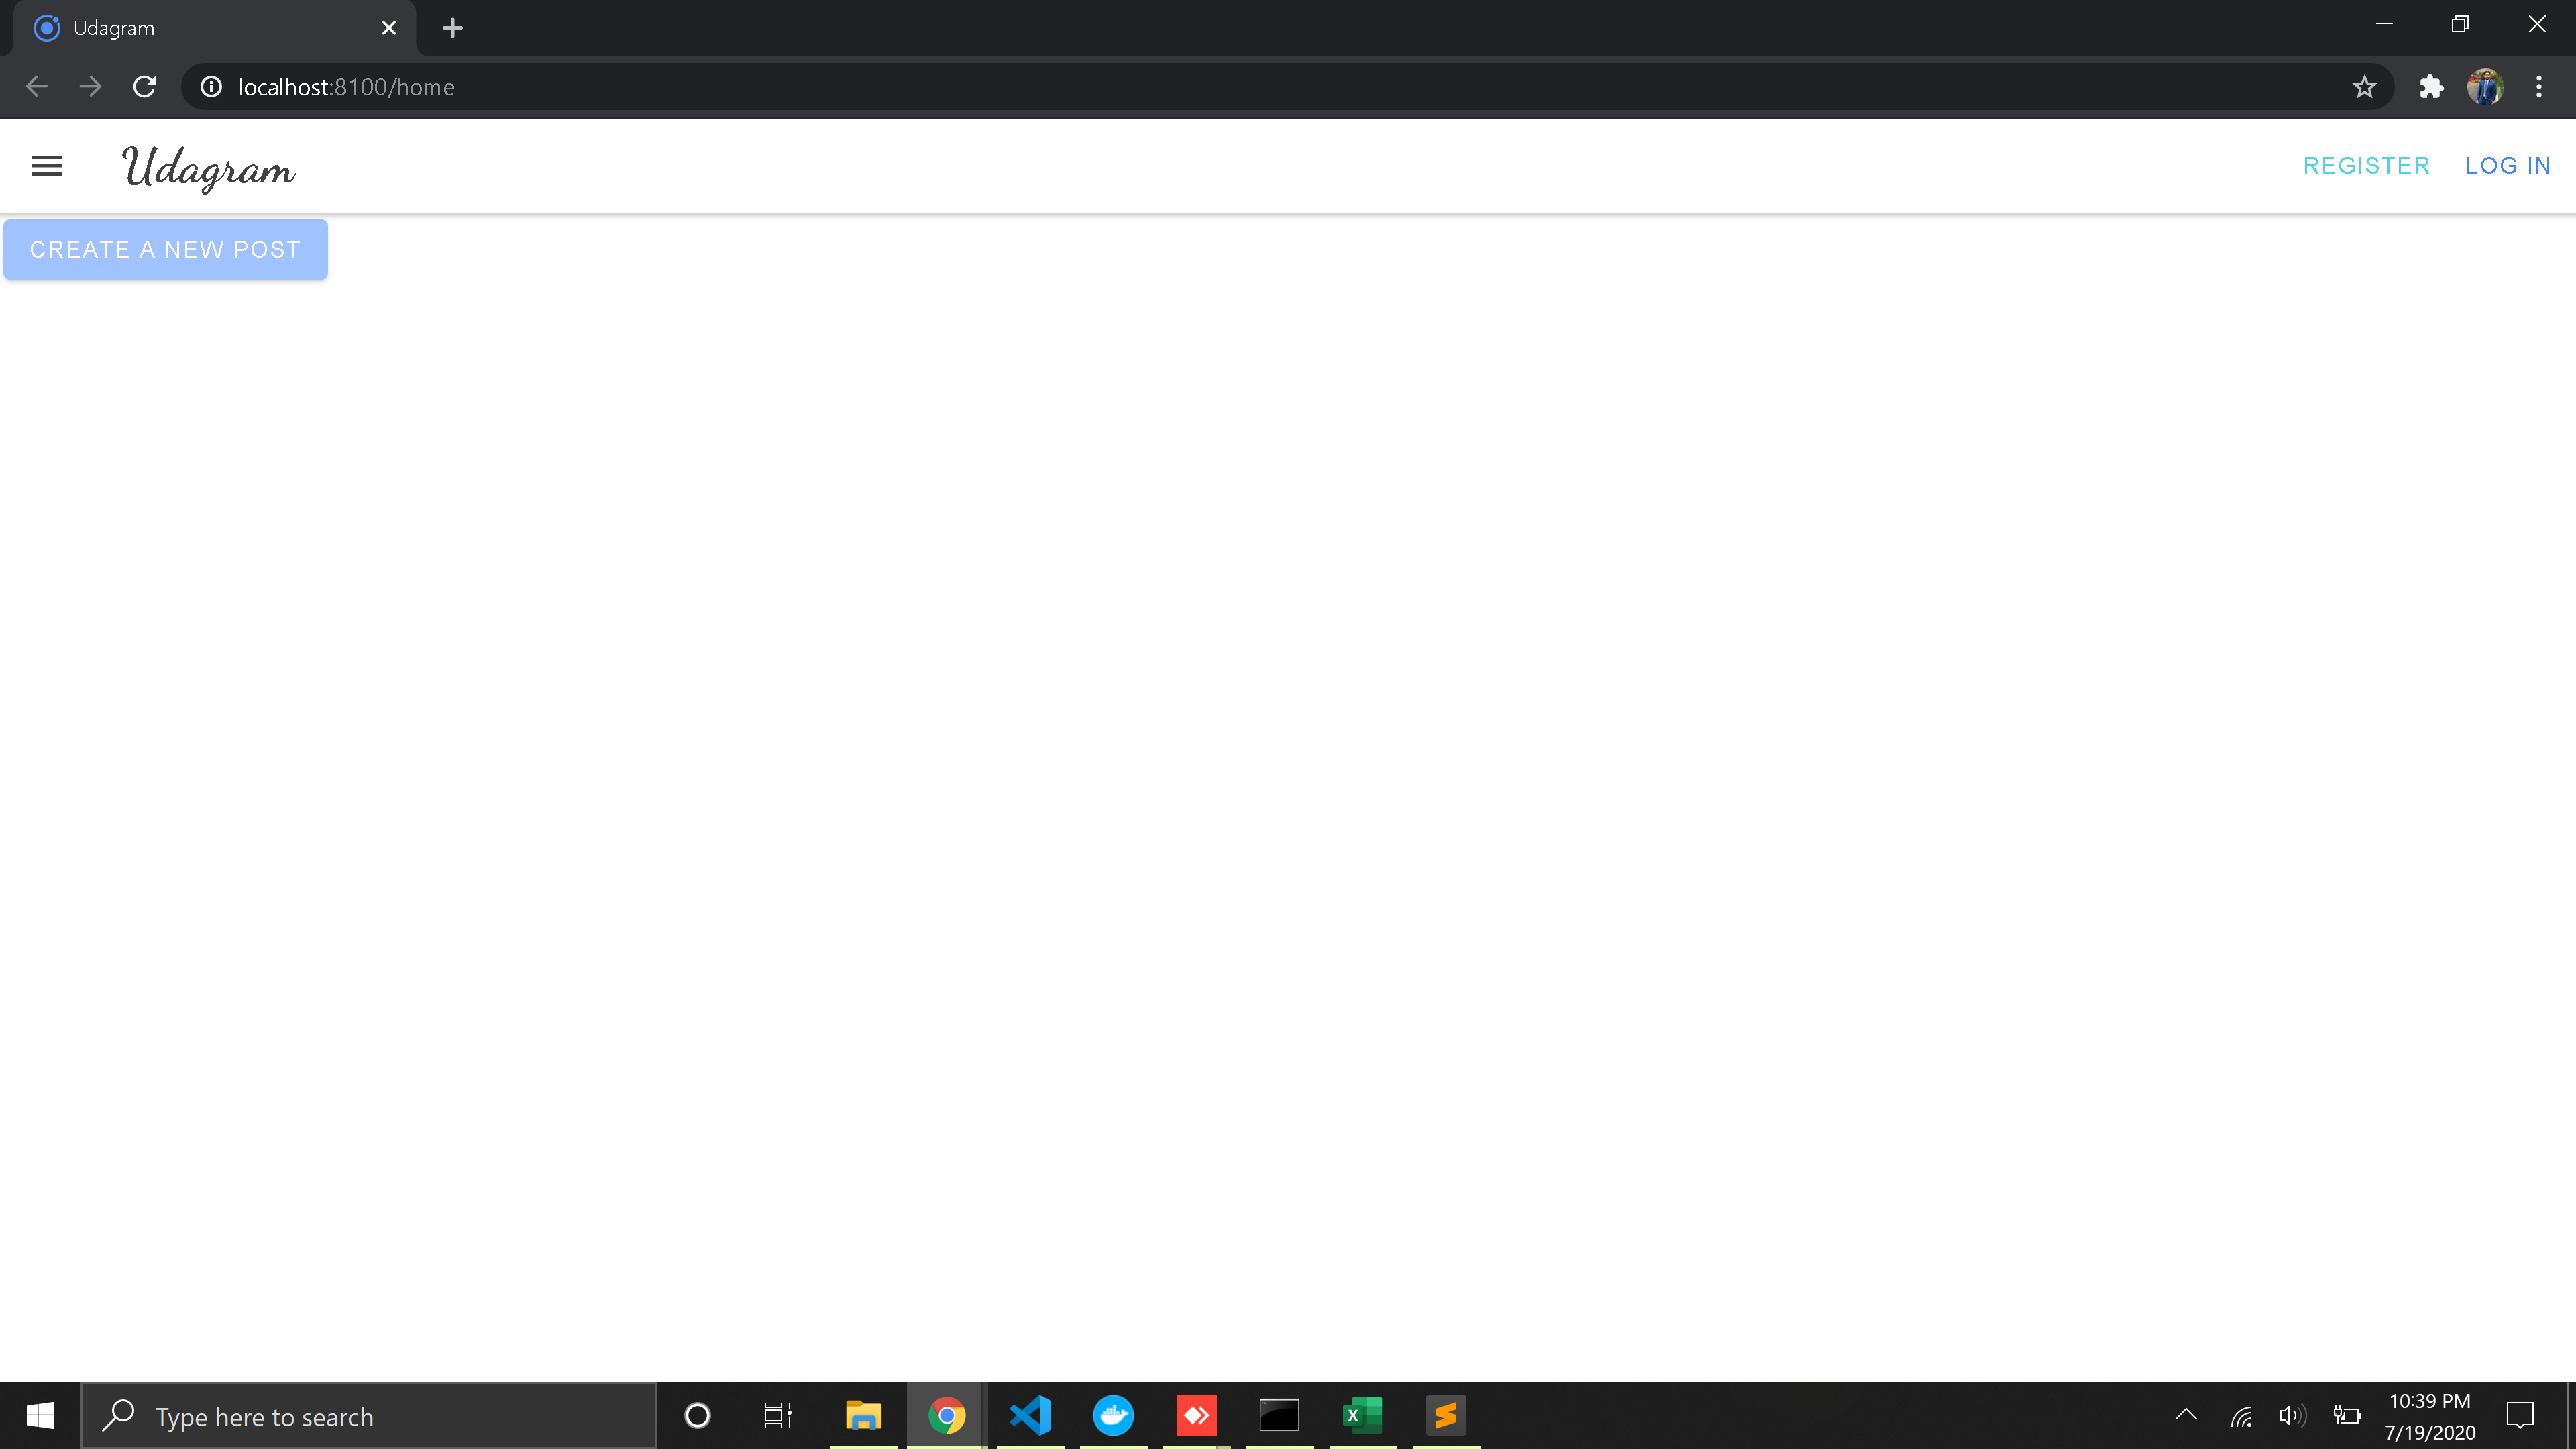 Udagram
localhost:8100/home
Udagram
REGISTER
LOG IN
CREATE A NEW POST
Type here to search
10:39 PM
7/19/2020